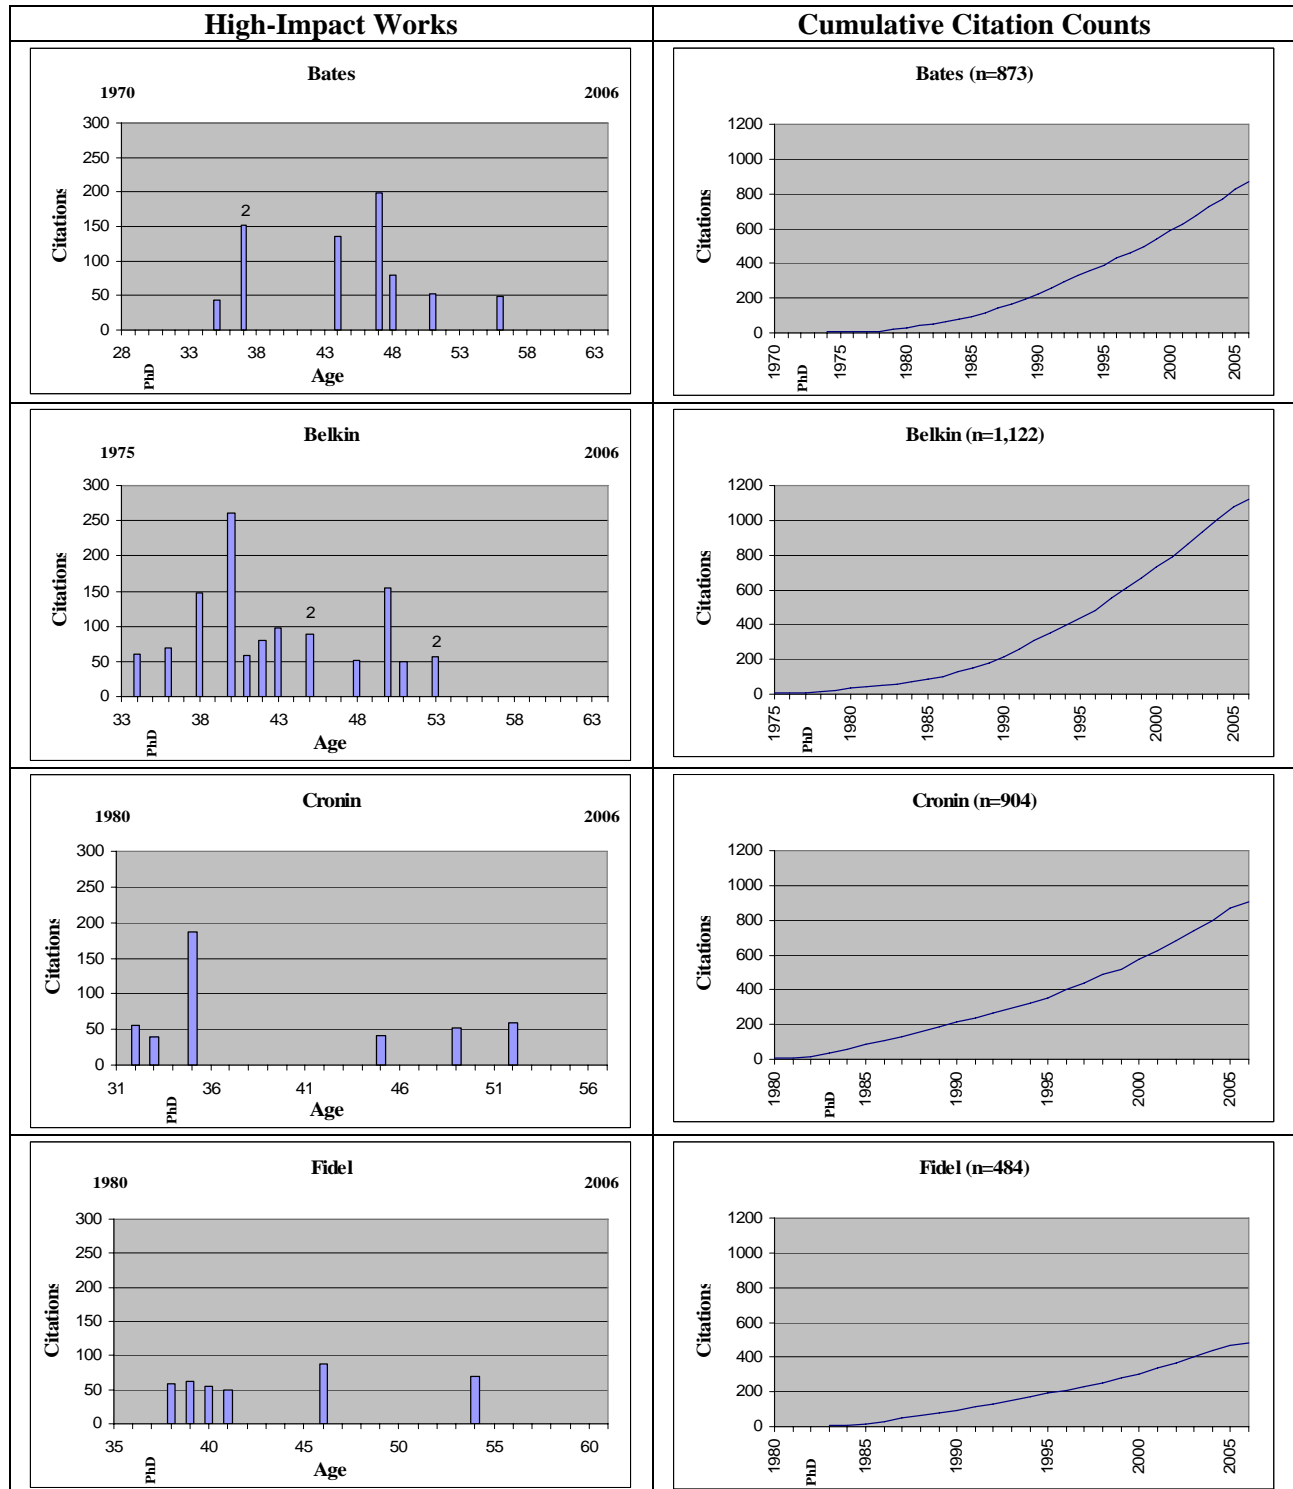 High-Impact Works
Cumulative Citation Counts
Bates
1970 2006
300
250
200
150
100
50
0
Citations
2
28 33 38 43 48 53 58 63
PhD
Age
Bates (n=873)
1200
1000
800
600
400
200
0
Citations
1970 PhD 1975 1980 1985 1990 1995 2000 2005
Belkin
1975 2006
300
250
200
150
100
50
0
Citations
2
2
33 38 43 48 53 58 63
PhD
Age
Belkin (n=1,122)
1200
1000
800
600
400
200
0
Citations
1975 PhD 1980 1985 1990 1995 2000 2005
Cronin
1980 2006
300
250
200
150
100
50
0
Citations
31 36 41 46 51 56
PhD
Age
Cronin (n=904)
1200
1000
800
600
400
200
0
Citations
1980 PhD 1985 1990 1995 2000 2005
Fidel
1980 2006
300
250
200
150
100
50
0
Citations
35 40 45 50 55 60
PhD
Age
Fidel (n=484)
1200
1000
800
600
400
200
0
Citations
1980 PhD 1985 1990 1995 2000 2005